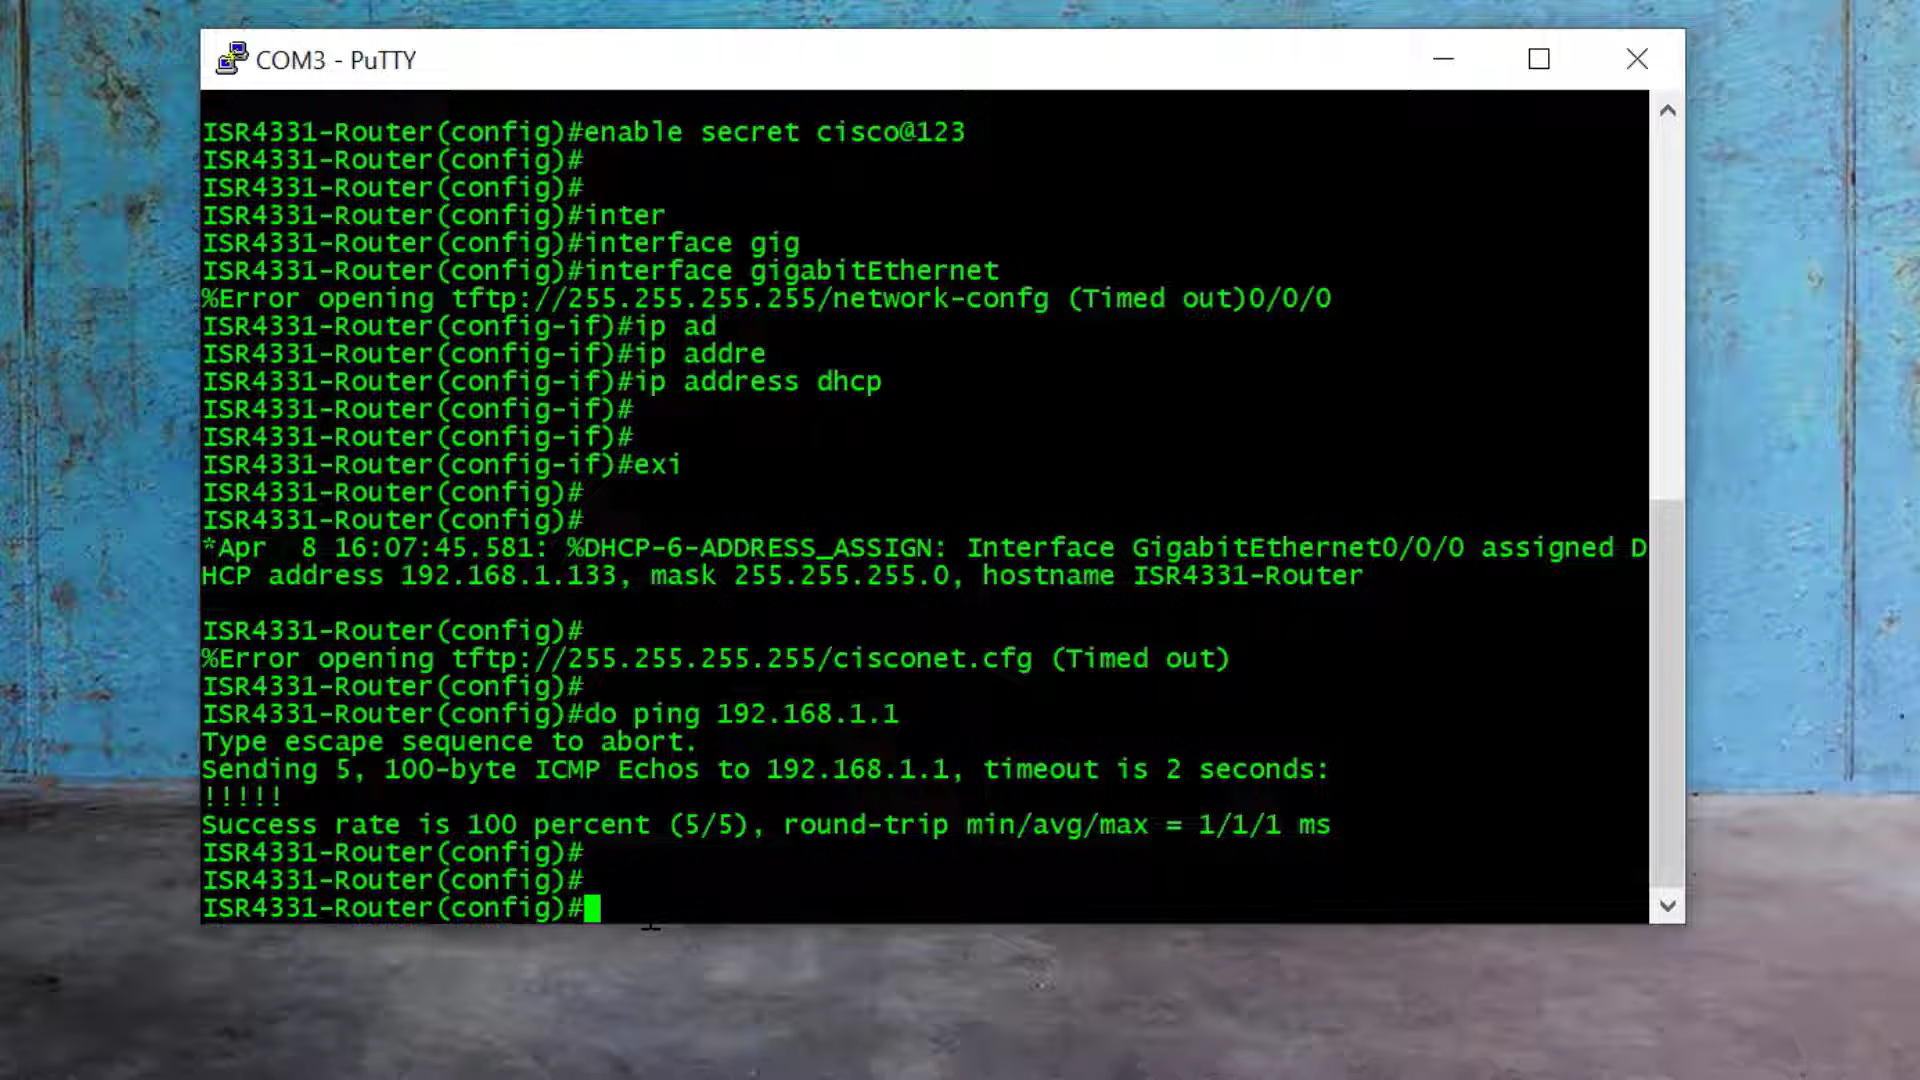 COM3 - PuTTY
ISR4331-Router(config)#enable secret cisco@123
ISR4331-Router(config)#
ISR4331-Router(config)#
ISR4331-Router(config)#inter
ISR4331-Router(config)#interface gig
ISR4331-Router(config)#interface gigabitEthernet
%Error opening tftp://255.255.255.255/network-confg (Timed out)0/0/0
ISR4331-Router(config-if)#ip ad
ISR4331-Router(config-if)#ip addre
ISR4331-Router(config-if)#ip address dhcp
ISR4331-Router(config-if)#
ISR4331-Router(config-if)#
ISR4331-Router(config-if)#exi
ISR4331-Router(config)#
ISR4331-Router(config)#
*Apr  8 16:07:45.581: %DHCP-6-ADDRESS_ASSIGN: Interface GigabitEthernet0/0/0 assigned D
HCP address 192.168.1.133, mask 255.255.255.0, hostname ISR4331-Router
ISR4331-Router(config)#
%Error opening tftp://255.255.255.255/cisconet.cfg (Timed out)
ISR4331-Router(config)#
ISR4331-Router(config)#do ping 192.168.1.1
Type escape sequence to abort.
Sending 5, 100-byte ICMP Echos to 192.168.1.1, timeout is 2 seconds:
!!!!!
Success rate is 100 percent (5/5), round-trip min/avg/max = 1/1/1 ms
ISR4331-Router(config)#
ISR4331-Router(config)#
ISR4331-Router(config)#